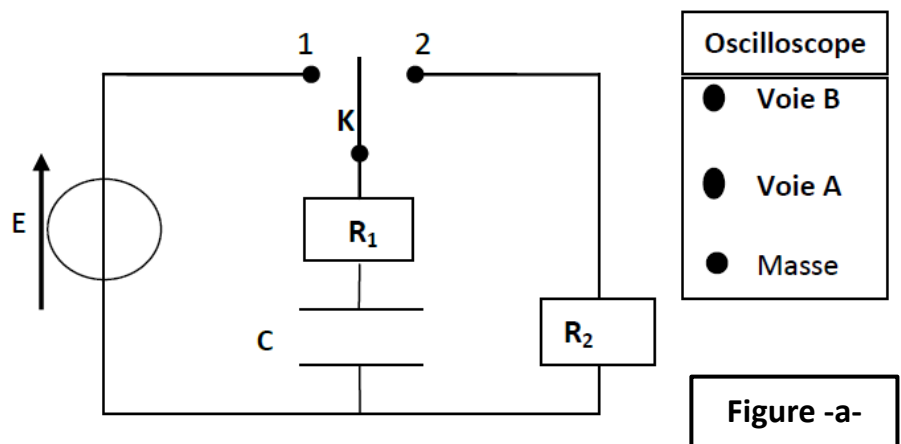 1
2
K
E
R₁
C
R₂
Oscilloscope
Voie B
Voie A
Masse
Figure -a-